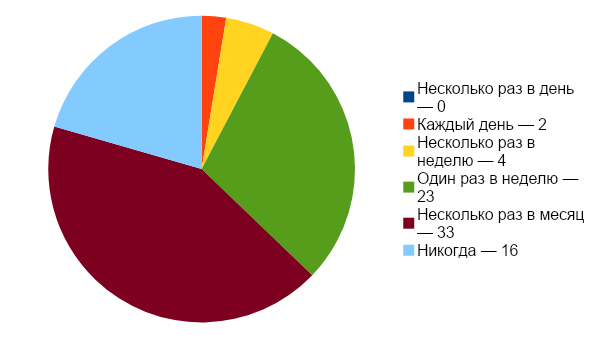 Несколько раз в день
— 0
Каждый день — 2
Несколько раз в
неделю — 4
Один раз в неделю —
23
Несколько раз в месяц
— 33
Никогда — 16